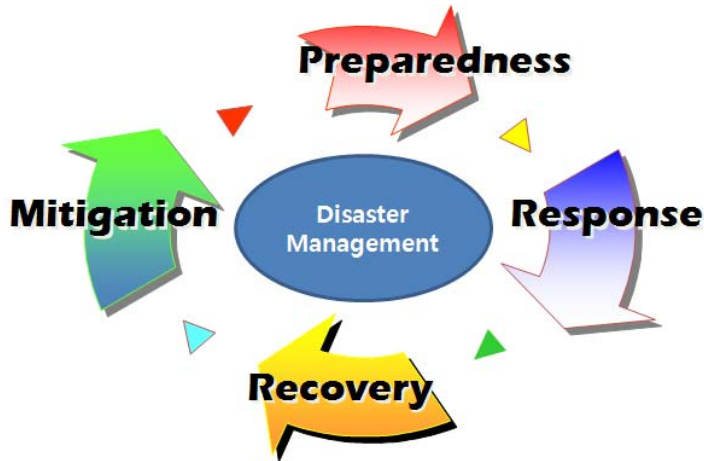 Preparedness
Mitigation
Disaster
Management
Response
Recovery